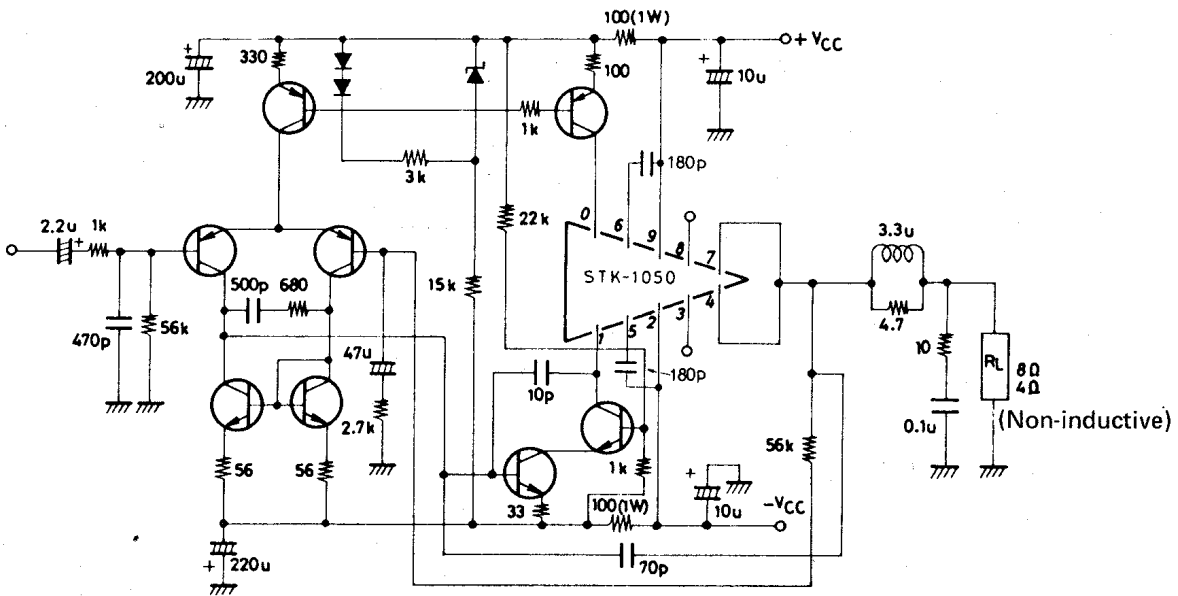 100(1W)
+ VCC
+
330
200u
100
+
10u
1k
180p
3k
0
6
9
8
7
22k
2.2u
+
1k
3.3u
STK-1050
500p
680
15k
4
3
2
5
1
4.7
470p
56k
47u
10
RL
8Ω
4Ω
10p
180p
(Non-inductive)
2.7k
0.1u
56k
56
56
1k
+
33
100(1W)
10u
-VCC
+
220u
70p